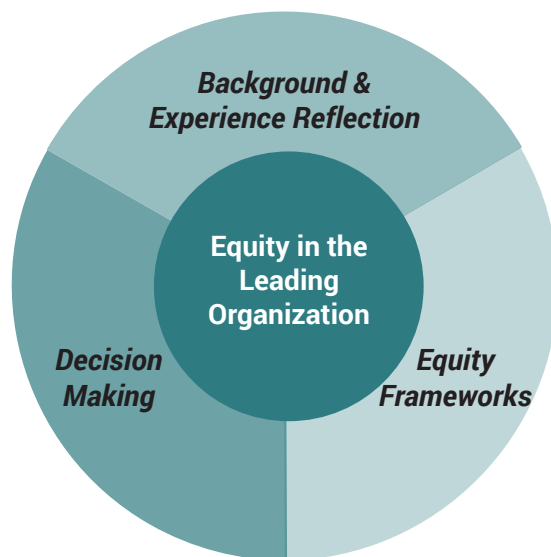 Background &
Experience Reflection
Equity in the
Leading
Organization
Decision
Making
Equity
Frameworks